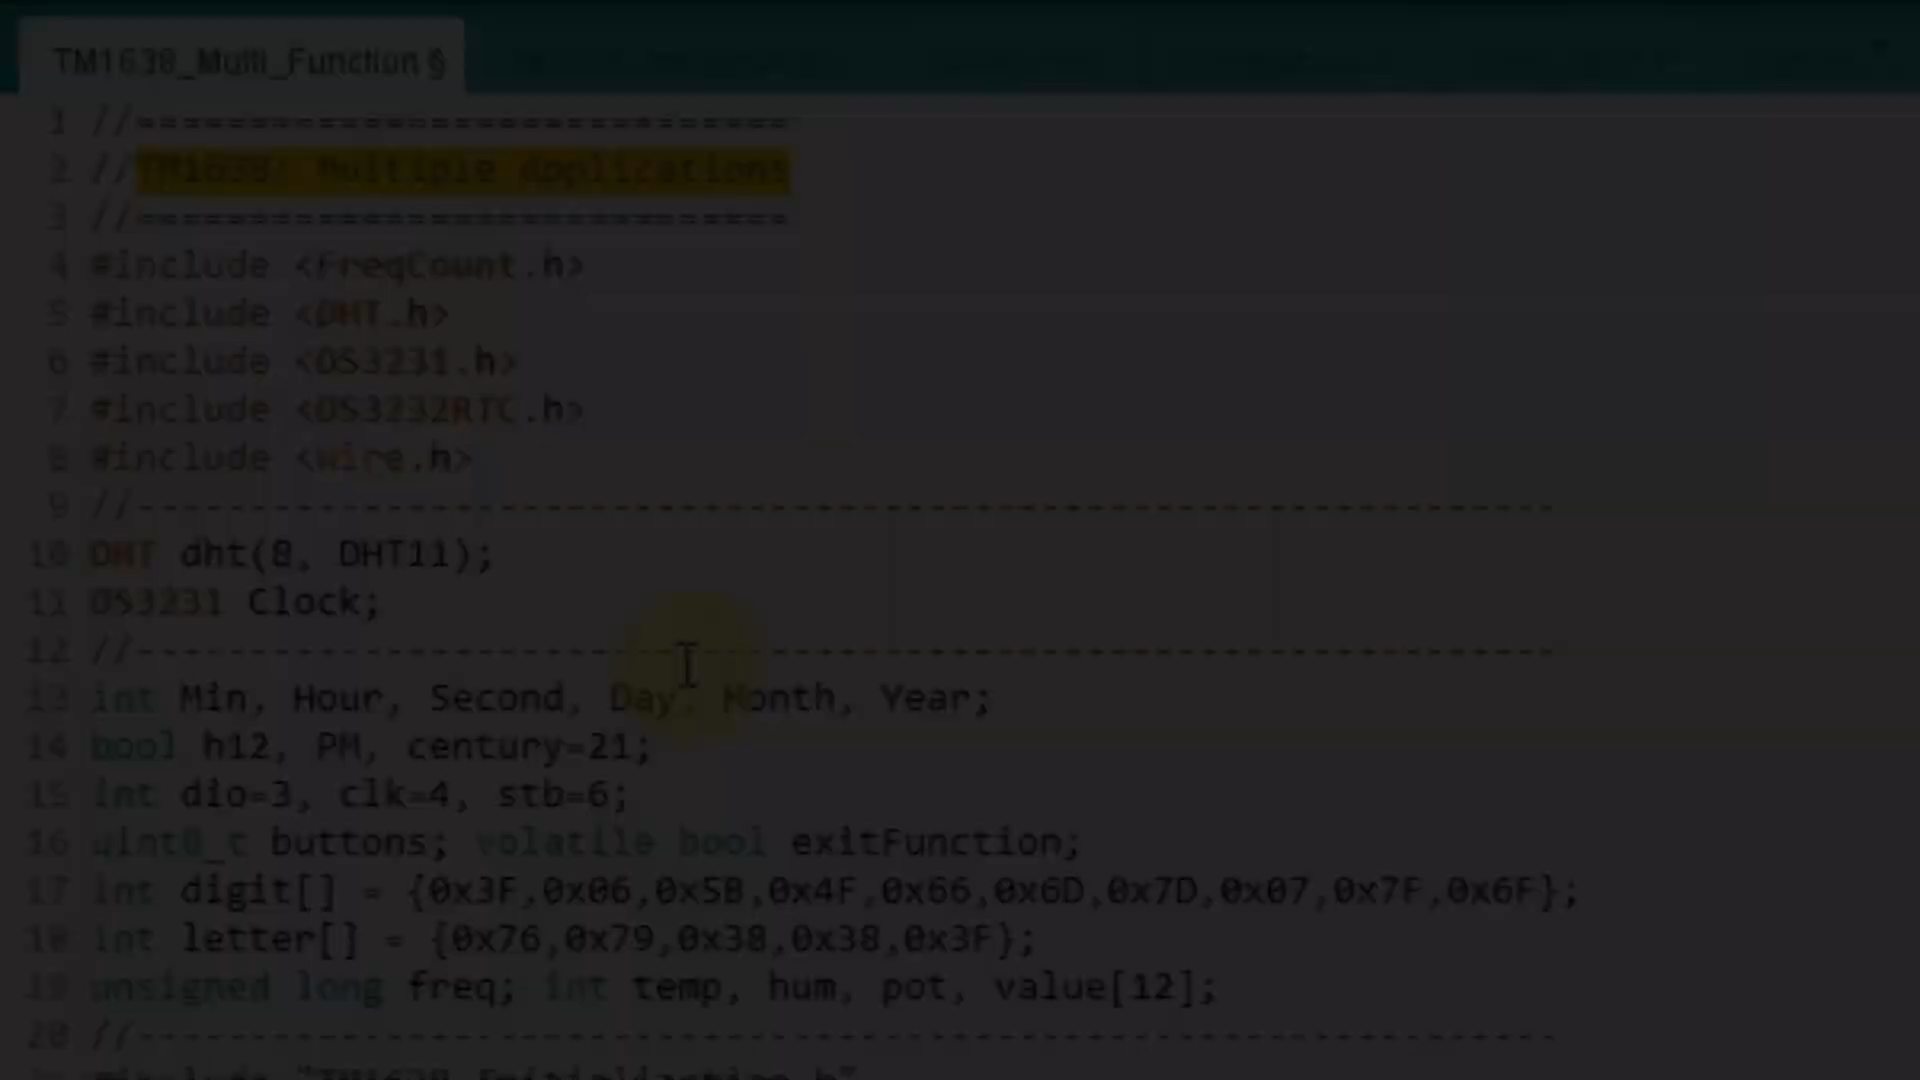 TM1638_Multi_Function §
1 //=============================
2 //TM1638: Multiple applications
3 //=============================
4 #include <FreqCount.h>
5 #include <DHT.h>
6 #include <DS3231.h>
7 #include <DS3232RTC.h>
8 #include <Wire.h>
9 //---------------------------------------------------------------
10 DHT dht(8, DHT11);
11 DS3231 Clock;
12 //---------------------------------------------------------------
13 int Min, Hour, Second, Day, Month, Year;
14 bool h12, PM, century=21;
15 int dio=3, clk=4, stb=6;
16 uint8_t buttons; volatile bool exitFunction;
17 int digit[] = {0x3F,0x06,0x5B,0x4F,0x66,0x6D,0x7D,0x07,0x7F,0x6F};
18 int letter[] = {0x76,0x79,0x38,0x38,0x3F};
19 unsigned long freq; int temp, hum, pot, value[12];
20 //---------------------------------------------------------------